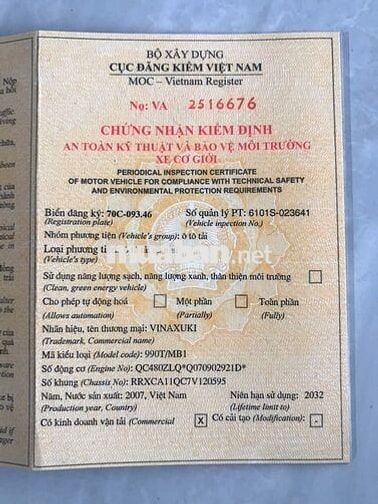 BỘ XÂY DỰNG
CỤC ĐĂNG KIỂM VIỆT NAM
MOC – Vietnam Register
No: VA 2516676
CHỨNG NHẬN KIỂM ĐỊNH
AN TOÀN KỸ THUẬT VÀ BẢO VỆ MÔI TRƯỜNG
XE CƠ GIỚI
PERIODICAL INSPECTION CERTIFICATE
OF MOTOR VEHICLE FOR COMPLIANCE WITH TECHNICAL SAFETY
AND ENVIRONMENTAL PROTECTION REQUIREMENTS
Biển đăng ký: 70C-093.46 Số quản lý PT: 6101S-023641
(Registration plate) (Vehicle inpection No.)
Nhóm phương tiện (Vehicle's group): ô tô tải
Loại phương ti
(Vehicle's type)
muaban.net
Sử dụng năng lượng sạch, năng lượng xanh, thân thiện môi trường
(Clean, green energy vehicle)
Cho phép tự động hoá Một phần Toàn phần
(Allows automation) (Partially) (Fully)
Nhãn hiệu, tên thương mại: VINAXUKI
(Trademark, Commercial name)
Mã kiểu loại (Model code): 990T/MB1
Số động cơ (Engine No): QC480ZLQ*Q070902921D*
Số khung (Chassis No): RRXCA11QC7V120595
Năm, Nước sản xuất: 2007, Việt Nam Niên hạn sử dụng: 2032
(Production year, Country) (Lifetime limit to)
Có kinh doanh vận tải (Commercial X Có cải tạo (Modification): -